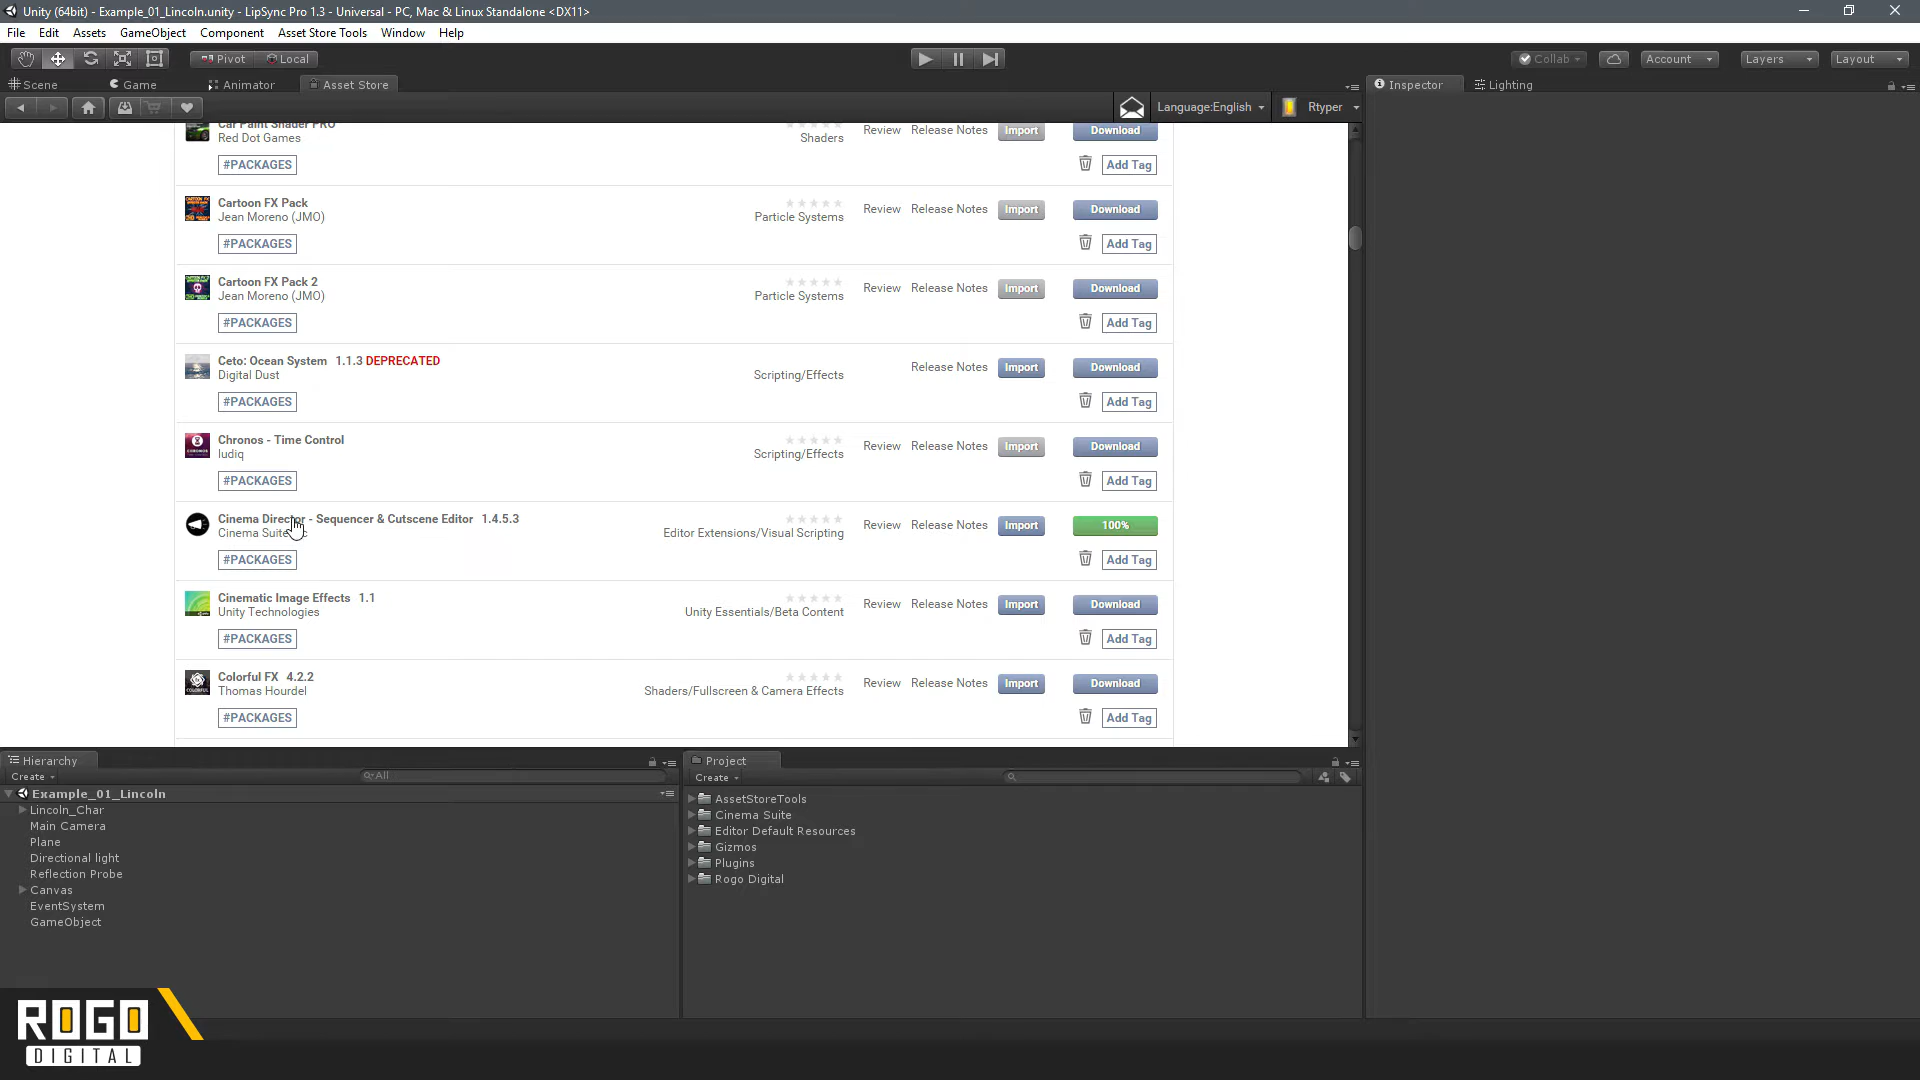 Unity (64bit) - Example_01_Lincoln.unity - LipSync Pro 1.3 - Universal - PC, Mac & Linux Standalone <DX11>
File Edit Assets GameObject Component Asset Store Tools Window Help
Pivot Local Collab Account Layers Layout
Scene Game Animator Asset Store Inspector Lighting
Language:English Rtyper
Car Paint Shader PRO
Red Dot Games Shaders Review Release Notes Import Download
#PACKAGES Add Tag
Cartoon FX Pack
Jean Moreno (JMO) Particle Systems Review Release Notes Import Download
#PACKAGES Add Tag
Cartoon FX Pack 2
Jean Moreno (JMO) Particle Systems Review Release Notes Import Download
#PACKAGES Add Tag
Ceto: Ocean System 1.1.3 DEPRECATED
Digital Dust Scripting/Effects Release Notes Import Download
#PACKAGES Add Tag
Chronos - Time Control
ludiq Scripting/Effects Review Release Notes Import Download
#PACKAGES Add Tag
Cinema Director - Sequencer & Cutscene Editor 1.4.5.3
Cinema Suite Editor Extensions/Visual Scripting Review Release Notes Import 100%
#PACKAGES Add Tag
Cinematic Image Effects 1.1
Unity Technologies Unity Essentials/Beta Content Review Release Notes Import Download
#PACKAGES Add Tag
Colorful FX 4.2.2
Thomas Hourdel Shaders/Fullscreen & Camera Effects Review Release Notes Import Download
#PACKAGES Add Tag
Hierarchy
Create All
Example_01_Lincoln
Lincoln_Char
Main Camera
Plane
Directional light
Reflection Probe
Canvas
EventSystem
GameObject
Project
Create
AssetStoreTools
Cinema Suite
Editor Default Resources
Gizmos
Plugins
Rogo Digital
ROGO
DIGITAL